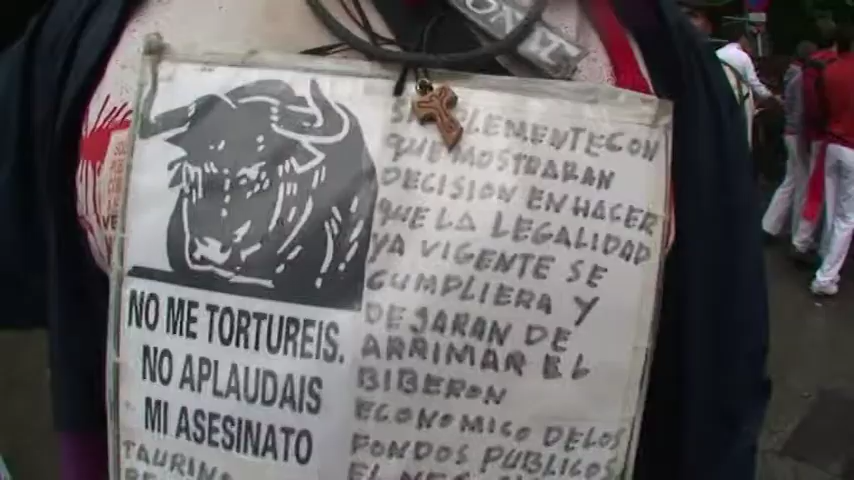 SIMPLEMENTE CON
QUE MOSTRARAN
DECISION EN HACER
QUE LA LEGALIDAD
YA VIGENTE SE
CUMPLIERA Y
DEJARAN DE
ARRIMAR EL
BIBERON
ECONOMICO DE LOS
FONDOS PUBLICOS
NO ME TORTUREIS.
NO APLAUDAIS
MI ASESINATO